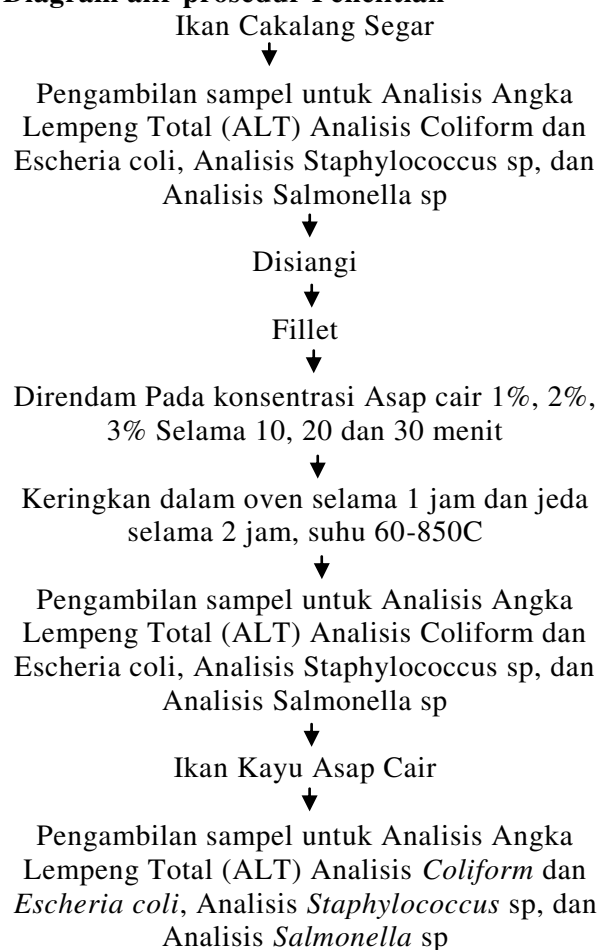 Diagram alir prosedur Penelitian
Ikan Cakalang Segar
Pengambilan sampel untuk Analisis Angka
Lempeng Total (ALT) Analisis Coliform dan
Escheria coli, Analisis Staphylococcus sp, dan
Analisis Salmonella sp
Disiangi
Fillet
Direndam Pada konsentrasi Asap cair 1%, 2%,
3% Selama 10, 20 dan 30 menit
Keringkan dalam oven selama 1 jam dan jeda
selama 2 jam, suhu 60-850C
Pengambilan sampel untuk Analisis Angka
Lempeng Total (ALT) Analisis Coliform dan
Escheria coli, Analisis Staphylococcus sp, dan
Analisis Salmonella sp
Ikan Kayu Asap Cair
Pengambilan sampel untuk Analisis Angka
Lempeng Total (ALT) Analisis Coliform dan
Escheria coli, Analisis Staphylococcus sp, dan
Analisis Salmonella sp